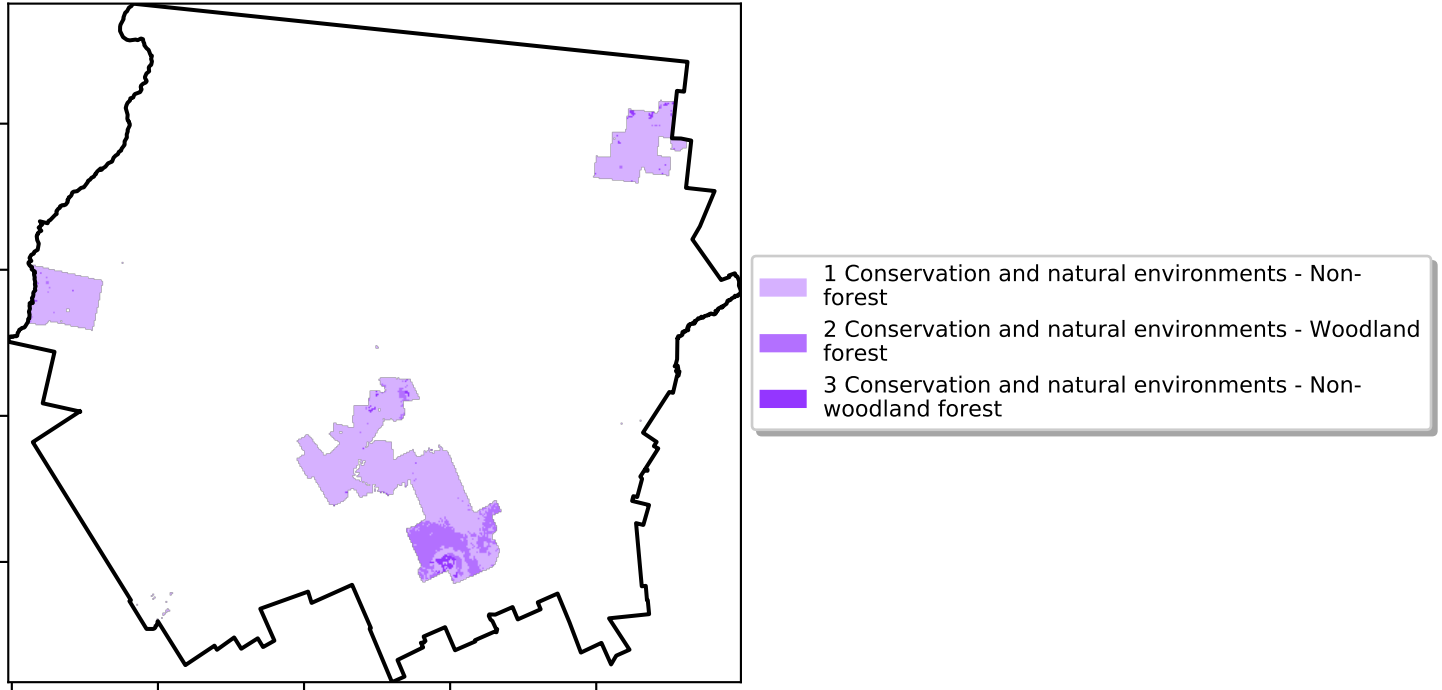 1 Conservation and natural environments - Non-
forest
2 Conservation and natural environments - Woodland
forest
3 Conservation and natural environments - Non-
woodland forest